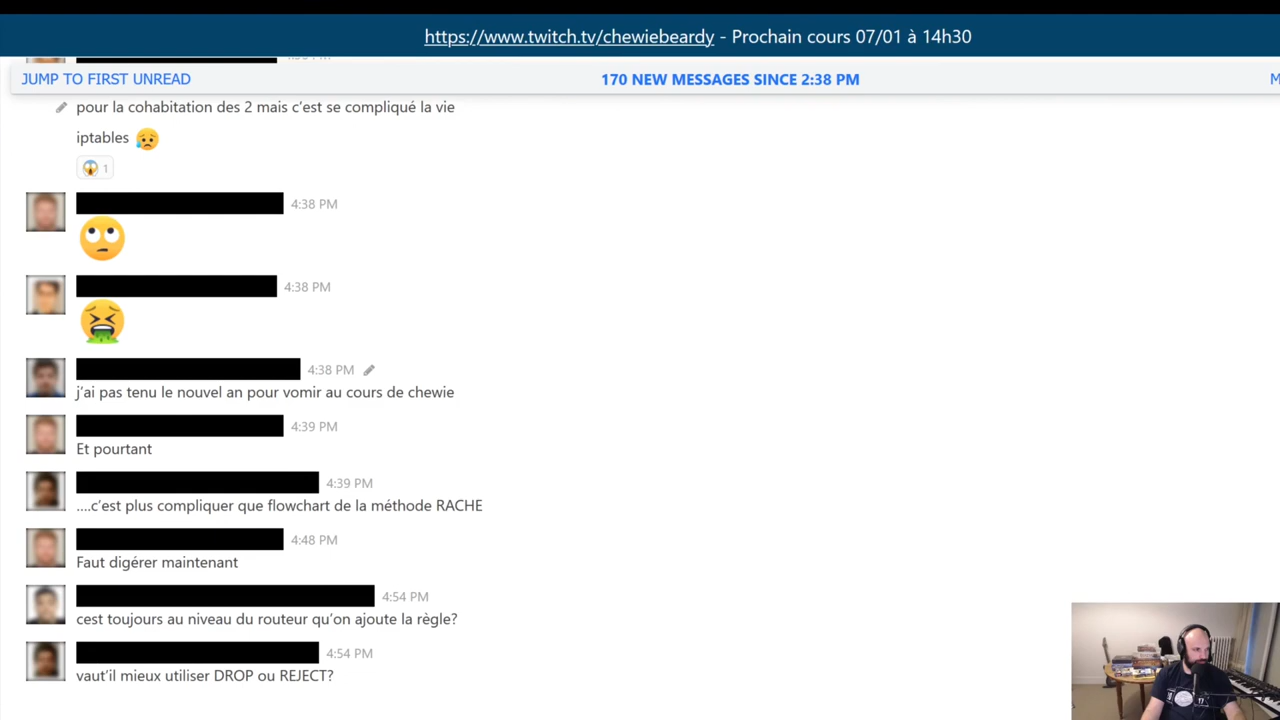 https://www.twitch.tv/chewiebeardy - Prochain cours 07/01 à 14h30
JUMP TO FIRST UNREAD
170 NEW MESSAGES SINCE 2:38 PM
M
pour la cohabitation des 2 mais c’est se compliqué la vie
iptables
1
4:38 PM
4:38 PM
4:38 PM
j’ai pas tenu le nouvel an pour vomir au cours de chewie
4:39 PM
Et pourtant
4:39 PM
....c’est plus compliquer que flowchart de la méthode RACHE
4:48 PM
Faut digérer maintenant
4:54 PM
cest toujours au niveau du routeur qu’on ajoute la règle?
4:54 PM
vaut’il mieux utiliser DROP ou REJECT?